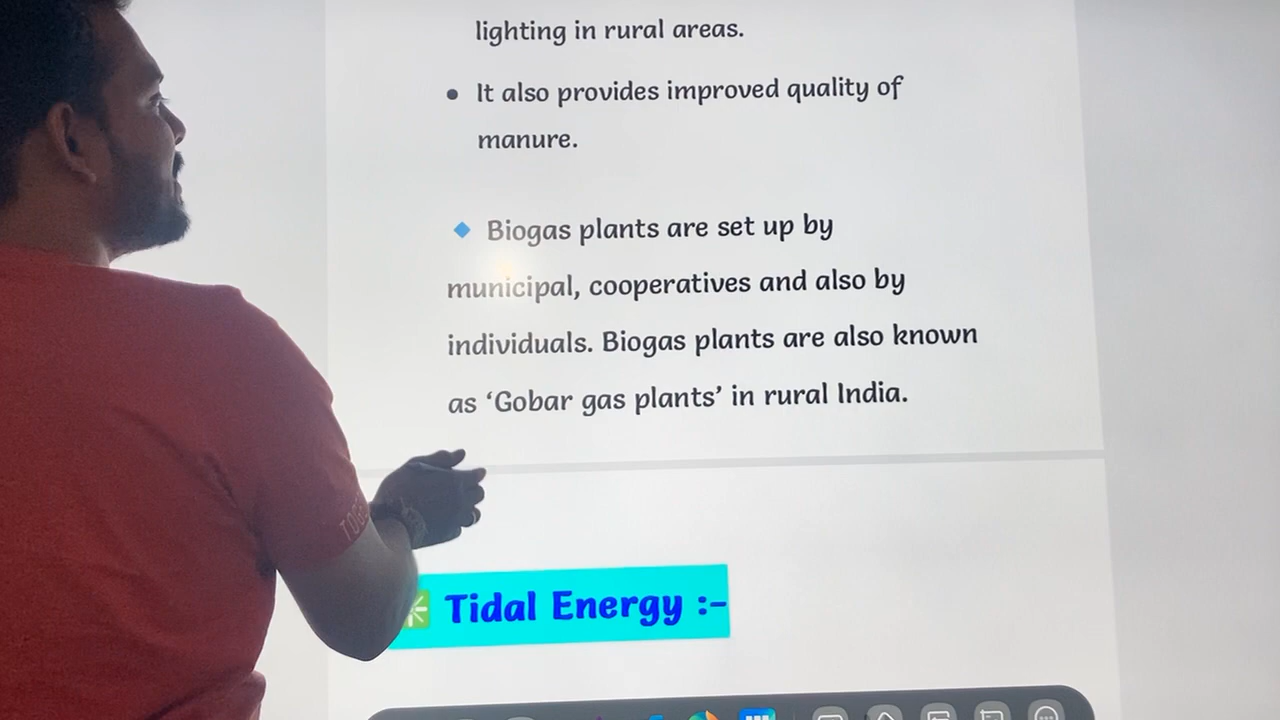 lighting in rural areas.
• It also provides improved quality of
manure.
🔹 Biogas plants are set up by
municipal, cooperatives and also by
individuals. Biogas plants are also known
as ‘Gobar gas plants’ in rural India.
✳️ Tidal Energy :-